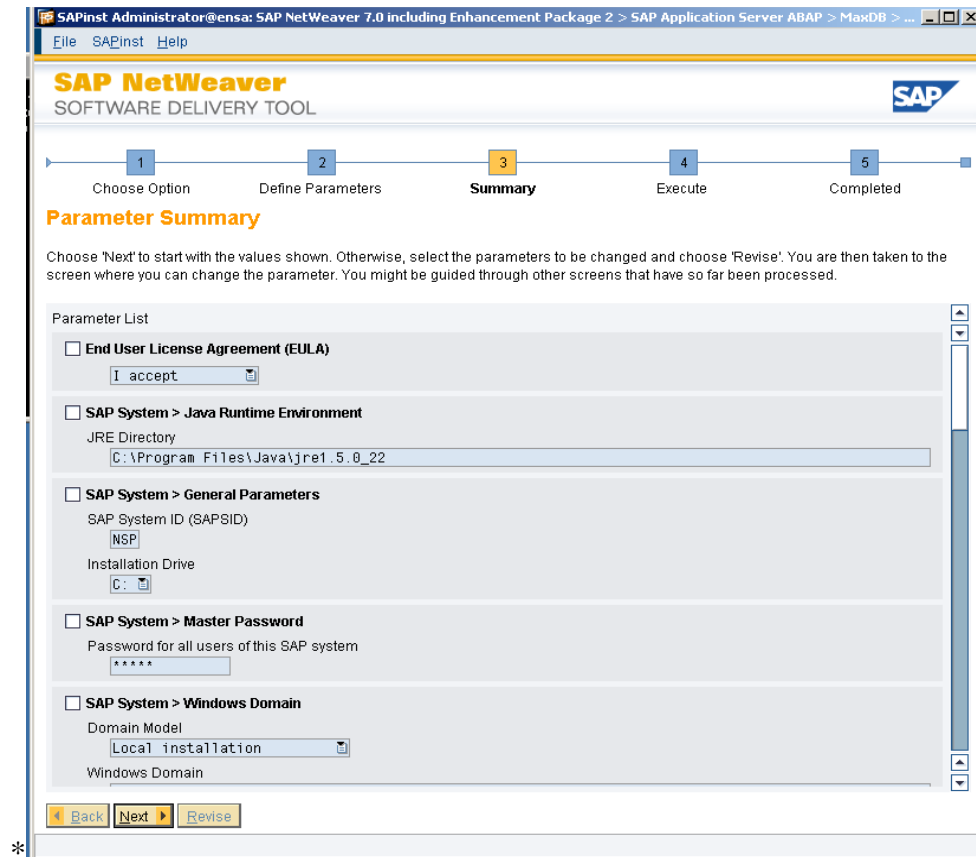 SAPinst Administrator@ensa: SAP NetWeaver 7.0 including Enhancement Package 2 > SAP Application Server ABAP > MaxDB > ...
File SAPinst Help
SAP NetWeaver
SOFTWARE DELIVERY TOOL
SAP
1 2 3 4 5
Choose Option Define Parameters Summary Execute Completed
Parameter Summary
Choose 'Next' to start with the values shown. Otherwise, select the parameters to be changed and choose 'Revise'. You are then taken to the
screen where you can change the parameter. You might be guided through other screens that have so far been processed.
Parameter List
End User License Agreement (EULA)
I accept
SAP System > Java Runtime Environment
JRE Directory
C:\Program Files\Java\jre1.5.0_22
SAP System > General Parameters
SAP System ID (SAPSID)
NSP
Installation Drive
C:
SAP System > Master Password
Password for all users of this SAP system
*****
SAP System > Windows Domain
Domain Model
Local installation
Windows Domain
Back Next Revise
*